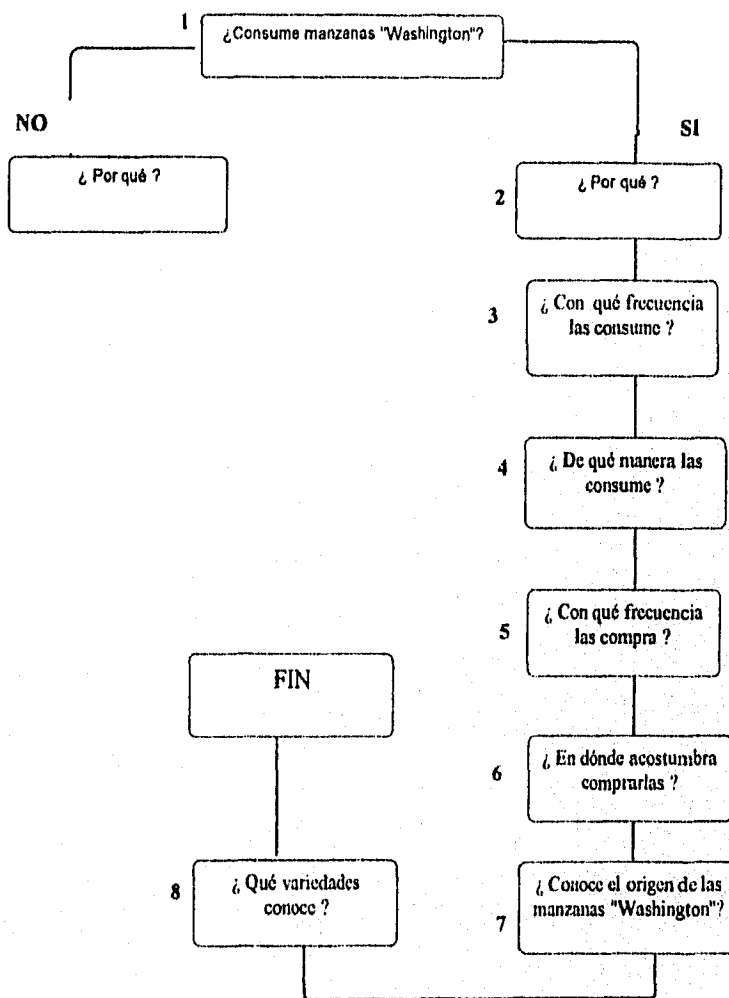 1
¿Consume manzanas "Washington"?
NO
SI
¿ Por qué ?
2
¿ Por qué ?
3
¿ Con qué frecuencia
las consume ?
4
¿ De qué manera las
consume ?
5
¿ Con qué frecuencia
las compra ?
FIN
6
¿ En dónde acostumbra
comprarlas ?
8
¿ Qué variedades
conoce ?
7
¿ Conoce el origen de las
manzanas "Washington"?